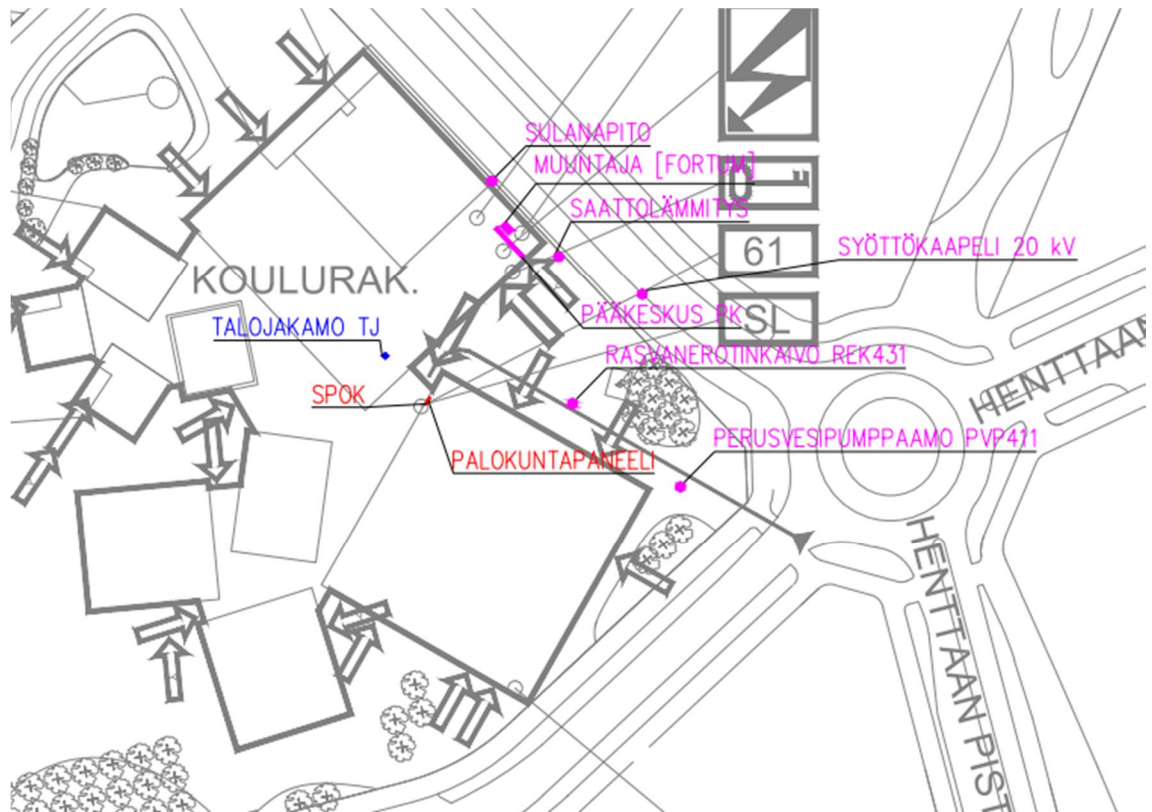 SULANAPITO
MUUNTAJA [FORTUM]
SAATTOLÄMMITYS
61
SYÖTTÖKAAPELI 20 kV
KOULURAK.
PÄÄKESKUS PK
SL
TALOJAKAMO TJ
RASVANEROTINKAIVO REK431
HENTTAAN
SPOK
PERUSVESIPUMPPAAMO PVP411
PALOKUNTAPANEELI
HENTTAAN PIST